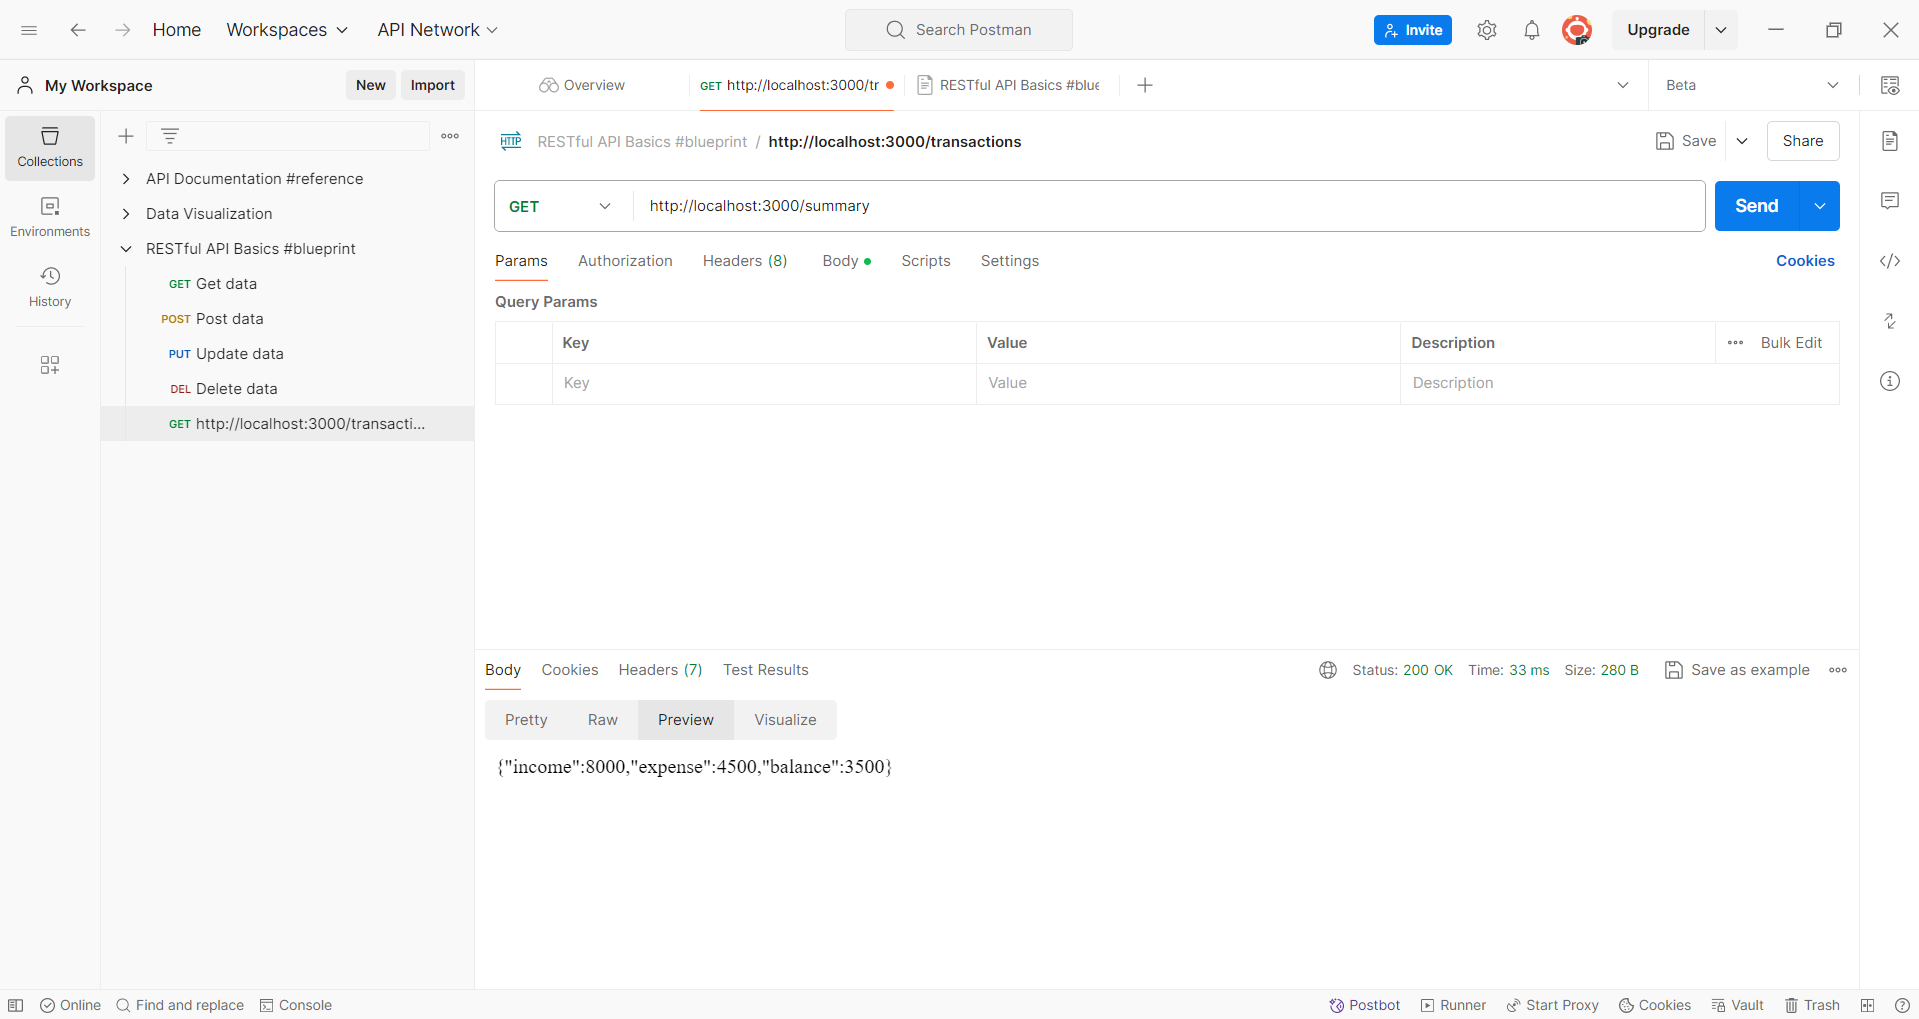 Home
Workspaces
API Network
Search Postman
Invite
Upgrade
My Workspace
New
Import
Overview
GET http://localhost:3000/tr
RESTful API Basics #blue
Beta
Collections
Environments
History
API Documentation #reference
Data Visualization
RESTful API Basics #blueprint
GET Get data
POST Post data
PUT Update data
DEL Delete data
GET http://localhost:3000/transacti...
HTTP RESTful API Basics #blueprint / http://localhost:3000/transactions
Save
Share
GET
http://localhost:3000/summary
Send
Params
Authorization
Headers (8)
Body
Scripts
Settings
Cookies
Query Params
Key
Value
Description
Bulk Edit
Key
Value
Description
Body
Cookies
Headers (7)
Test Results
Status: 200 OK
Time: 33 ms
Size: 280 B
Save as example
Pretty
Raw
Preview
Visualize
{"income":8000,"expense":4500,"balance":3500}
Online
Find and replace
Console
Postbot
Runner
Start Proxy
Cookies
Vault
Trash